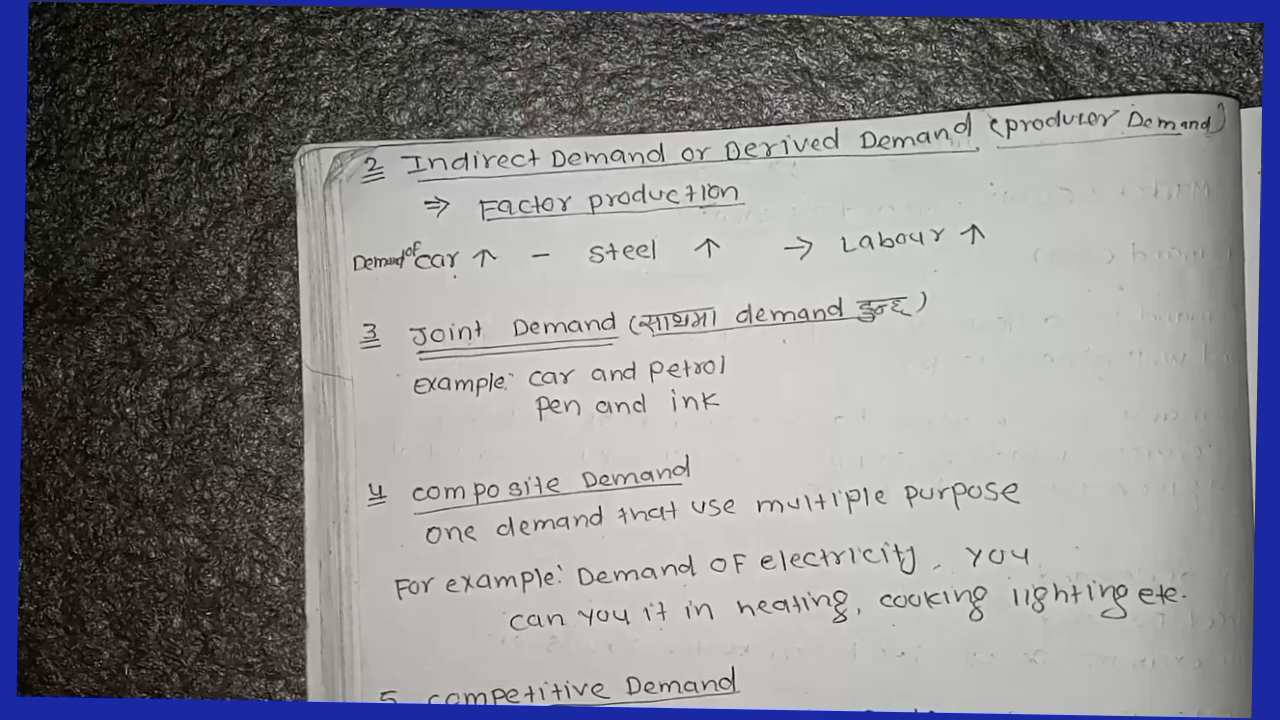 2 Indirect Demand or Derived Demand (producer Demand)
⇒ Factor production
Demand of car ↑ - steel ↑ → Labour ↑
3 Joint Demand (साथमा demand हुन्छ)
Example: car and petrol
pen and ink
4 composite Demand
one demand that use multiple purpose
For example: Demand of electricity, you
can you it in heating, cooking lighting etc.
5 competitive Demand